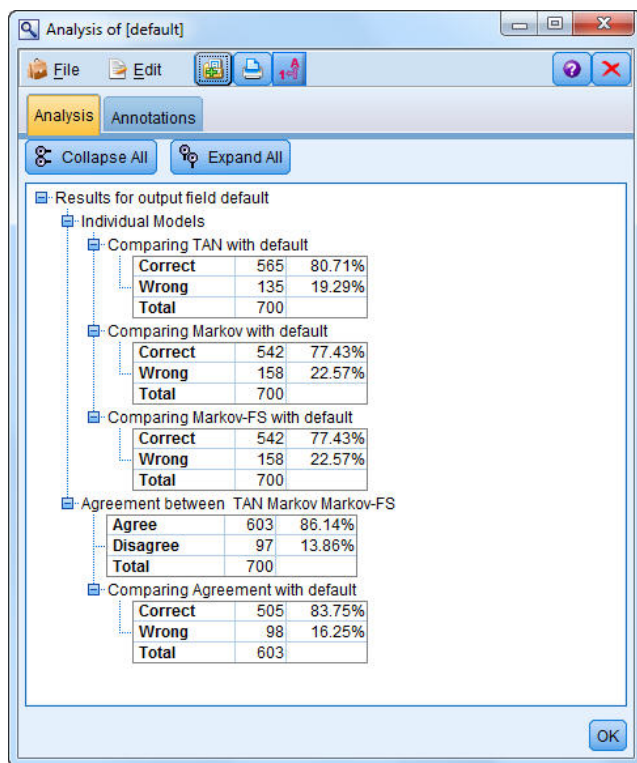 Analysis of [default]
File Edit
Analysis Annotations
Collapse All Expand All
Results for output field default
Individual Models
Comparing TAN with default
Correct 565 80.71%
Wrong 135 19.29%
Total 700
Comparing Markov with default
Correct 542 77.43%
Wrong 158 22.57%
Total 700
Comparing Markov-FS with default
Correct 542 77.43%
Wrong 158 22.57%
Total 700
Agreement between TAN Markov Markov-FS
Agree 603 86.14%
Disagree 97 13.86%
Total 700
Comparing Agreement with default
Correct 505 83.75%
Wrong 98 16.25%
Total 603
OK